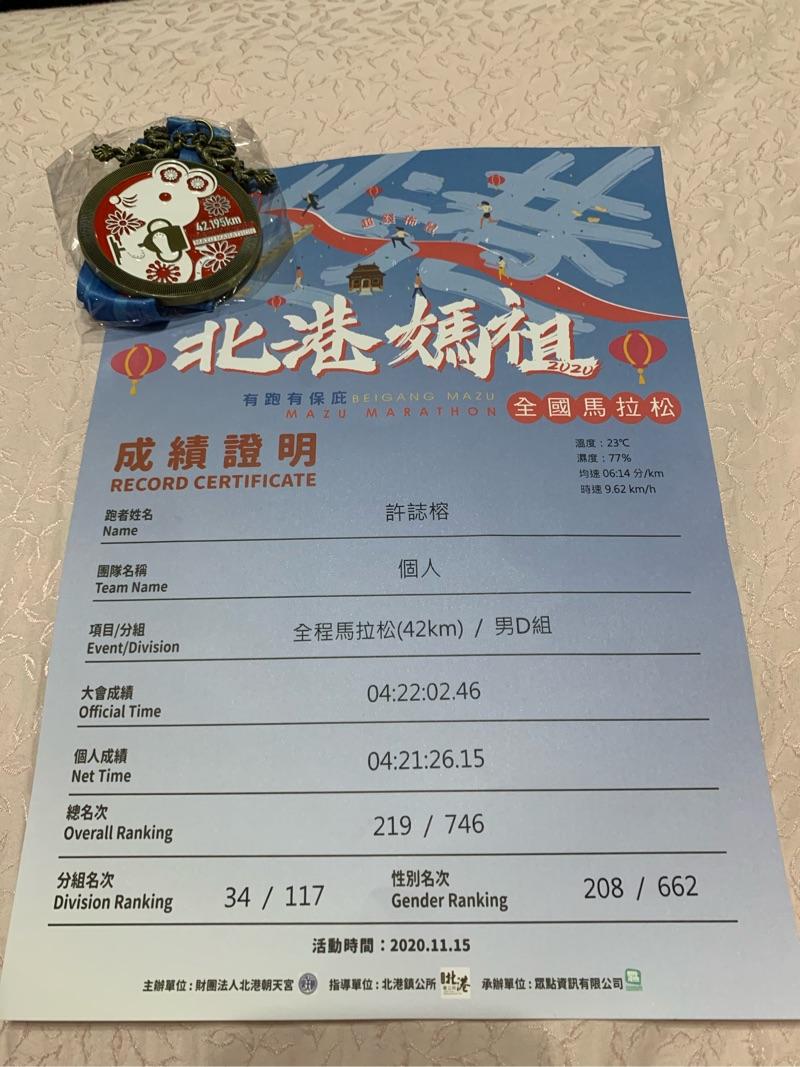 42.195km
北港媽祖
2020
有跑有保庇 BEIGANG MAZU
MAZU MARATHON 全國馬拉松
成績證明
RECORD CERTIFICATE
溫度：23℃
濕度：77%
均速 06:14 分/km
時速 9.62 km/h
跑者姓名 許誌榕
Name
團隊名稱 個人
Team Name
項目/分組 全程馬拉松(42km) / 男D組
Event/Division
大會成績 04:22:02.46
Official Time
個人成績 04:21:26.15
Net Time
總名次 219 / 746
Overall Ranking
分組名次 34 / 117 性別名次 208 / 662
Division Ranking Gender Ranking
活動時間：2020.11.15
主辦單位：財團法人北港朝天宮 指導單位：北港鎮公所 北港 承辦單位：眾點資訊有限公司